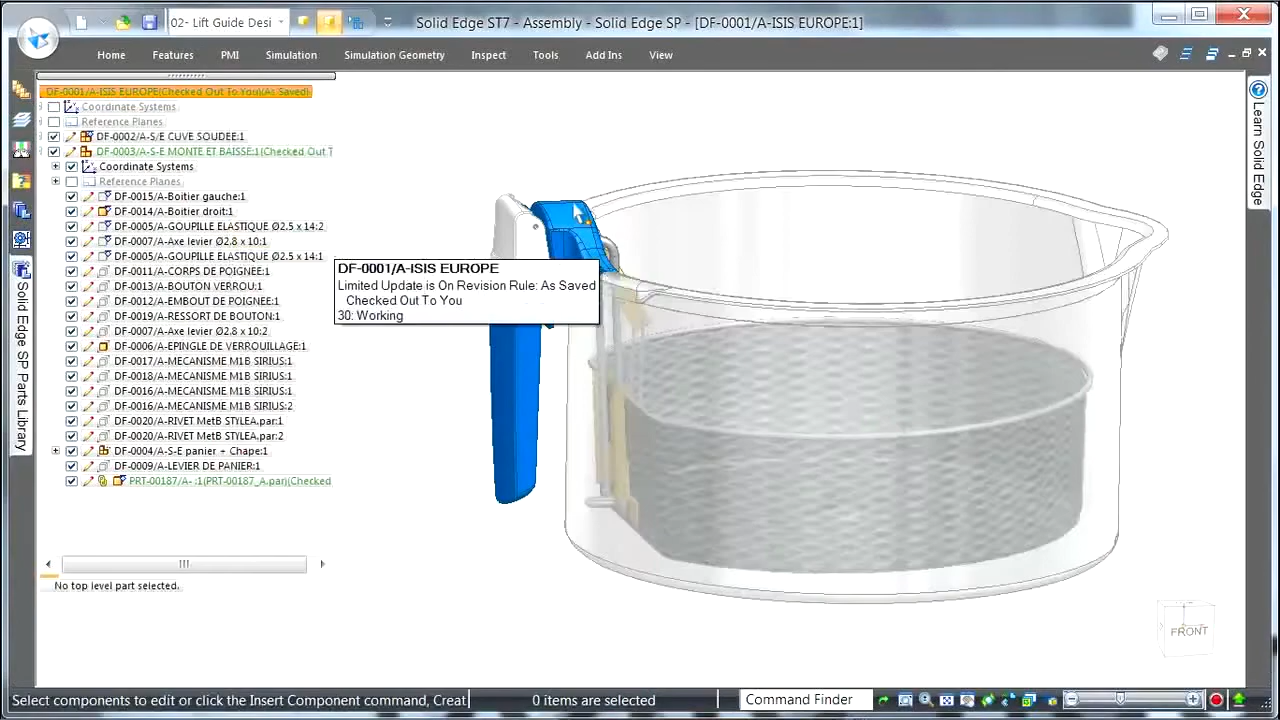 02- Lift Guide Desi
Solid Edge ST7 - Assembly - Solid Edge SP - [DF-0001/A-ISIS EUROPE:1]
Home Features PMI Simulation Simulation Geometry Inspect Tools Add Ins View
DF-0001/A-ISIS EUROPE(Checked Out To You)(As Saved)
Coordinate Systems
Reference Planes
DF-0002/A-S/E CUVE SOUDEE:1
DF-0003/A-S-E MONTE ET BAISSE:1(Checked Out T
Coordinate Systems
Reference Planes
DF-0015/A-Boitier gauche:1
DF-0014/A-Boitier droit:1
DF-0005/A-GOUPILLE ELASTIQUE Ø2.5 x 14:2
DF-0007/A-Axe levier Ø2.8 x 10:1
DF-0005/A-GOUPILLE ELASTIQUE Ø2.5 x 14:1
DF-0011/A-CORPS DE POIGNEE:1
DF-0013/A-BOUTON VERROU:1
DF-0012/A-EMBOUT DE POIGNEE:1
DF-0019/A-RESSORT DE BOUTON:1
DF-0007/A-Axe levier Ø2.8 x 10:2
DF-0006/A-EPINGLE DE VERROUILLAGE:1
DF-0017/A-MECANISME M1B SIRIUS:1
DF-0018/A-MECANISME M1B SIRIUS:1
DF-0016/A-MECANISME M1B SIRIUS:1
DF-0016/A-MECANISME M1B SIRIUS:2
DF-0020/A-RIVET MetB STYLEA.par:1
DF-0020/A-RIVET MetB STYLEA.par:2
DF-0004/A-S-E panier + Chape:1
DF-0009/A-LEVIER DE PANIER:1
PRT-00187/A- :1(PRT-00187_A.par)(Checked
No top level part selected.
DF-0001/A-ISIS EUROPE
Limited Update is On Revision Rule: As Saved
Checked Out To You
30: Working
Solid Edge SP Parts Library
Learn Solid Edge
FRONT
Select components to edit or click the Insert Component command, Creat
0 items are selected
Command Finder